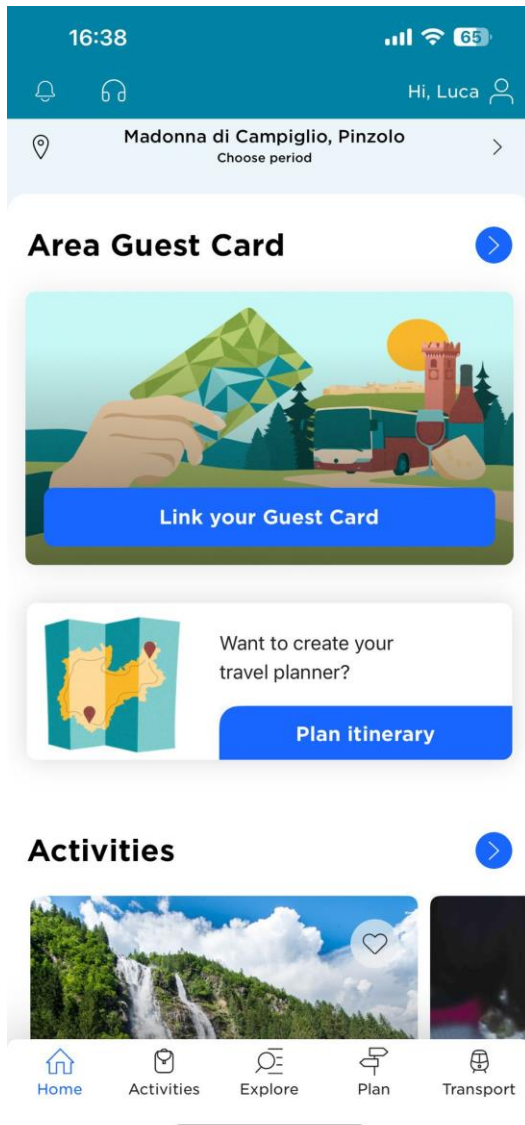 16:38
65
Hi, Luca
Madonna di Campiglio, Pinzolo
Choose period
Area Guest Card
Link your Guest Card
Want to create your
travel planner?
Plan itinerary
Activities
Home
Activities
Explore
Plan
Transport